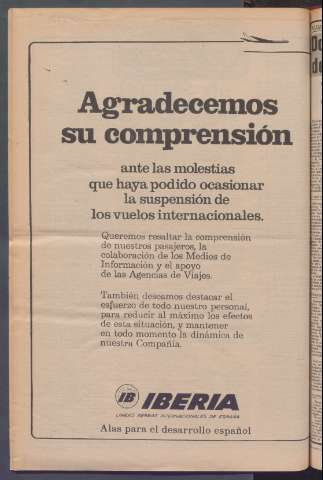 Agradecemos
su comprensión
ante las molestias
que haya podido ocasionar
la suspensión de
los vuelos internacionales.
Queremos resaltar la comprensión
de nuestros pasajeros, la
colaboración de los Medios de
Información y el apoyo
de las Agencias de Viajes.
También deseamos destacar el
esfuerzo de todo nuestro personal,
para reducir al máximo los efectos
de esta situación, y mantener
en todo momento la dinámica de
nuestra Compañía.
IB IBERIA
LINEAS AEREAS INTERNACIONALES DE ESPAÑA
Alas para el desarrollo español